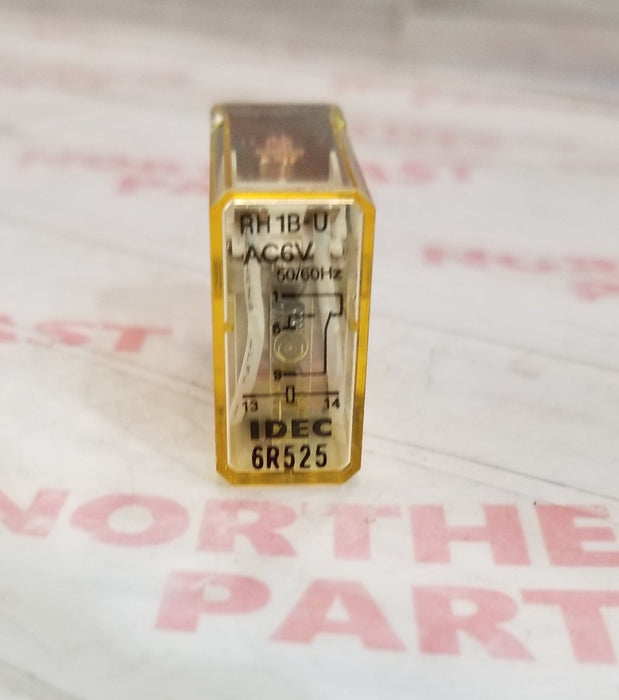 RH1B-U
AC6V
50/60Hz
1
5
9
13 14
IDEC
6R525
NORTHE
PART